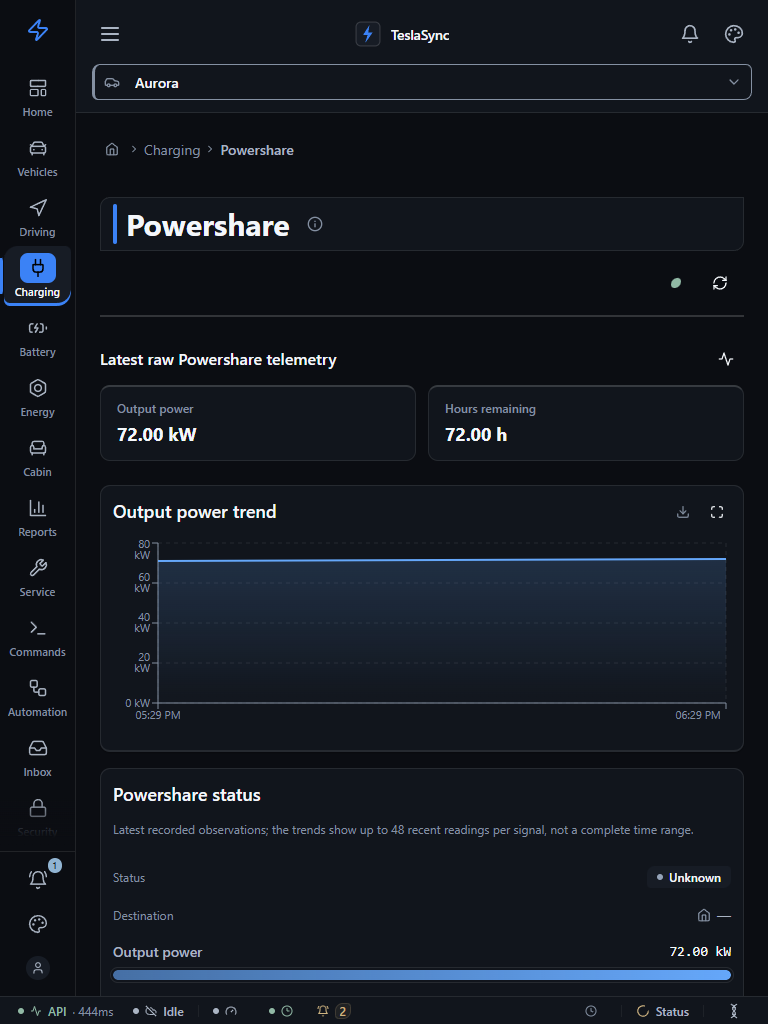 TeslaSync
Aurora
Home
Vehicles
Driving
Charging
Battery
Energy
Cabin
Reports
Service
Commands
Automation
Inbox
Security
1
Charging
Powershare
Powershare
Latest raw Powershare telemetry
Output power
72.00 kW
Hours remaining
72.00 h
Output power trend
80
kW
60
kW
40
kW
20
kW
0 kW
05:29 PM
06:29 PM
Powershare status
Latest recorded observations; the trends show up to 48 recent readings per signal, not a complete time range.
Status
Unknown
Destination
—
Output power
72.00 kW
API · 444ms
Idle
2
Status